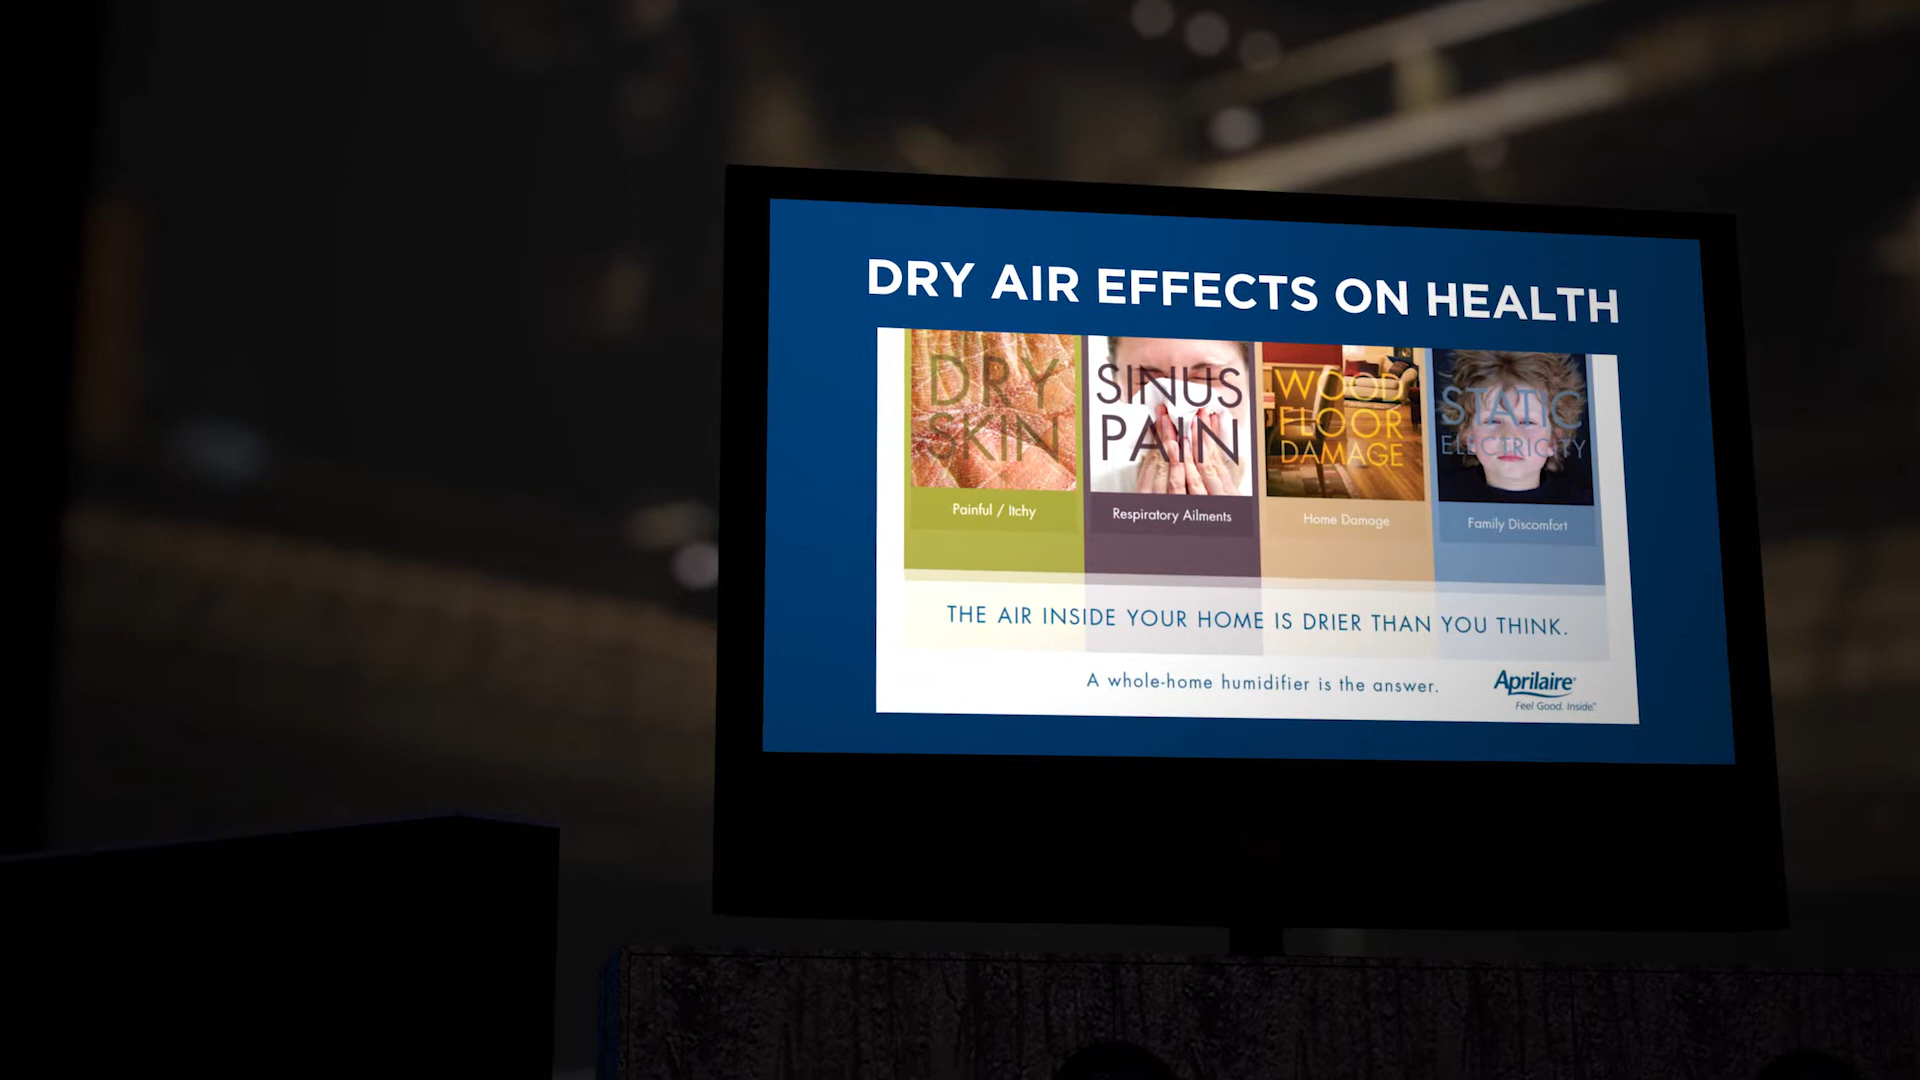 DRY AIR EFFECTS ON HEALTH
DRY
SKIN
Painful / Itchy
SINUS
PAIN
Respiratory Ailments
WOOD
FLOOR
DAMAGE
Home Damage
STATIC
ELECTRICITY
Family Discomfort
THE AIR INSIDE YOUR HOME IS DRIER THAN YOU THINK.
A whole-home humidifier is the answer.
Aprilaire®
Feel Good. Inside.™